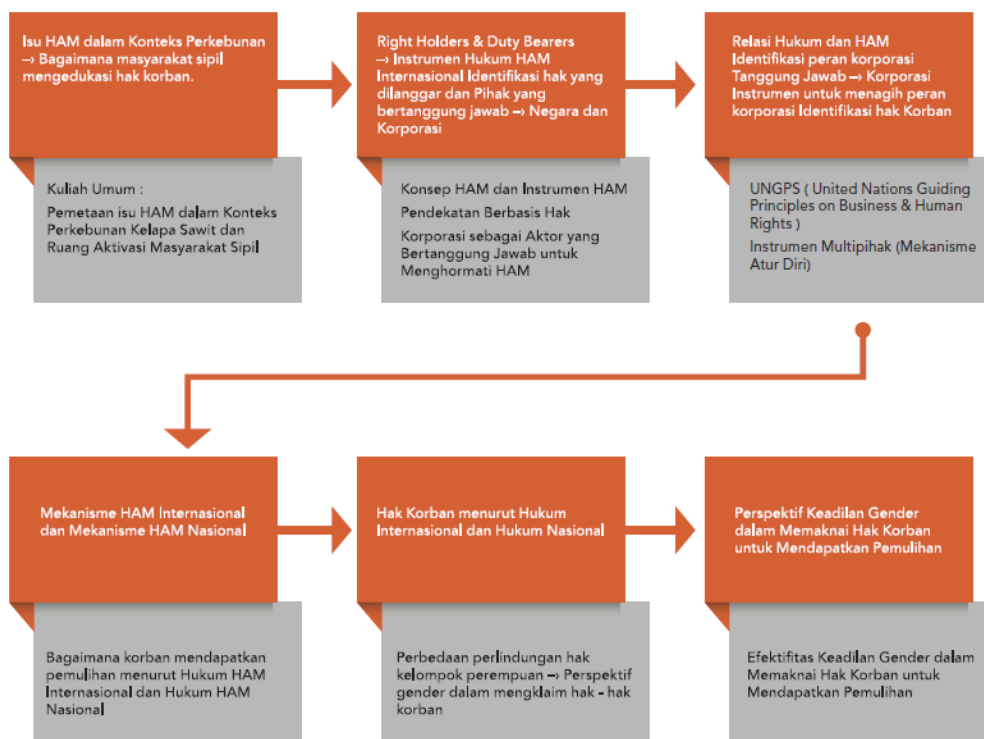 Isu HAM dalam Konteks Perkebunan
→ Bagaimana masyarakat sipil
mengedukasi hak korban.
Kuliah Umum :
Pemetaan isu HAM dalam Konteks
Perkebunan Kelapa Sawit dan
Ruang Aktivasi Masyarakat Sipil
Right Holders & Duty Bearers
→ Instrumen Hukum HAM
Internasional Identifikasi hak yang
dilanggar dan Pihak yang
bertanggung jawab → Negara dan
Korporasi
Konsep HAM dan Instrumen HAM
Pendekatan Berbasis Hak
Korporasi sebagai Aktor yang
Bertanggung Jawab untuk
Menghormati HAM
Relasi Hukum dan HAM
Identifikasi peran korporasi
Tanggung Jawab → Korporasi
Instrumen untuk menagih peran
korporasi Identifikasi hak Korban
UNGPS ( United Nations Guiding
Principles on Business & Human
Rights )
Instrumen Multipihak (Mekanisme
Atur Diri)
Mekanisme HAM Internasional
dan Mekanisme HAM Nasional
Bagaimana korban mendapatkan
pemulihan menurut Hukum HAM
Internasional dan Hukum HAM
Nasional
Hak Korban menurut Hukum
Internasional dan Hukum Nasional
Perbedaan perlindungan hak
kelompok perempuan → Perspektif
gender dalam mengklaim hak - hak
korban
Perspektif Keadilan Gender
dalam Memaknai Hak Korban
untuk Mendapatkan Pemulihan
Efektifitas Keadilan Gender dalam
Memaknai Hak Korban untuk
Mendapatkan Pemulihan